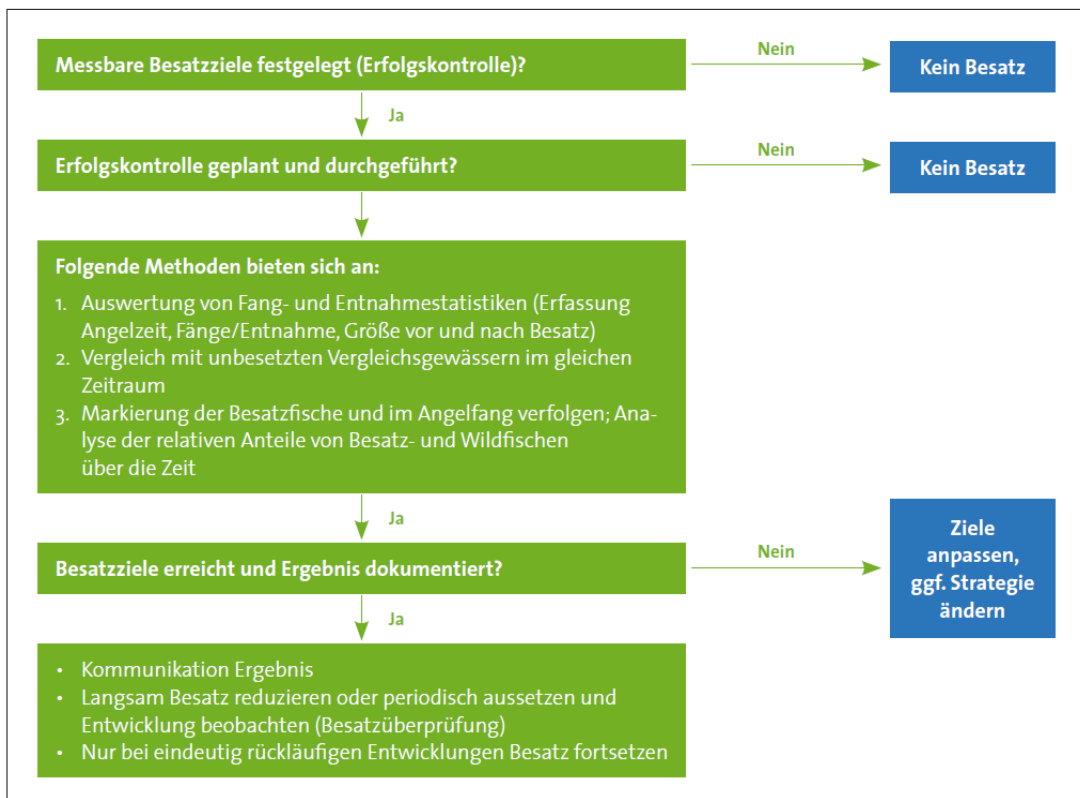 Messbare Besatzziele festgelegt (Erfolgskontrolle)?
Nein
Kein Besatz
Ja
Erfolgskontrolle geplant und durchgeführt?
Nein
Kein Besatz
Folgende Methoden bieten sich an:
1. Auswertung von Fang- und Entnahmestatistiken (Erfassung
Angelzeit, Fänge/Entnahme, Größe vor und nach Besatz)
2. Vergleich mit unbesetzten Vergleichsgewässern im gleichen
Zeitraum
3. Markierung der Besatzfische und im Angelfang verfolgen; Ana-
lyse der relativen Anteile von Besatz- und Wildfischen
über die Zeit
Ja
Besatzziele erreicht und Ergebnis dokumentiert?
Nein
Ziele
anpassen,
ggf. Strategie
ändern
Ja
• Kommunikation Ergebnis
• Langsam Besatz reduzieren oder periodisch aussetzen und
Entwicklung beobachten (Besatzüberprüfung)
• Nur bei eindeutig rückläufigen Entwicklungen Besatz fortsetzen